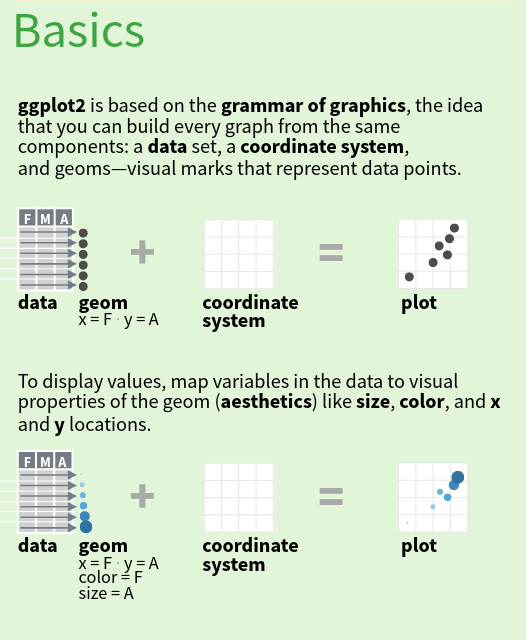 Basics
ggplot2 is based on the grammar of graphics, the idea
that you can build every graph from the same
components: a data set, a coordinate system,
and geoms—visual marks that represent data points.
F M A
+
=
data geom
x = F · y = A
coordinate
system
plot
To display values, map variables in the data to visual
properties of the geom (aesthetics) like size, color, and x
and y locations.
F M A
+
=
data geom
x = F · y = A
color = F
size = A
coordinate
system
plot